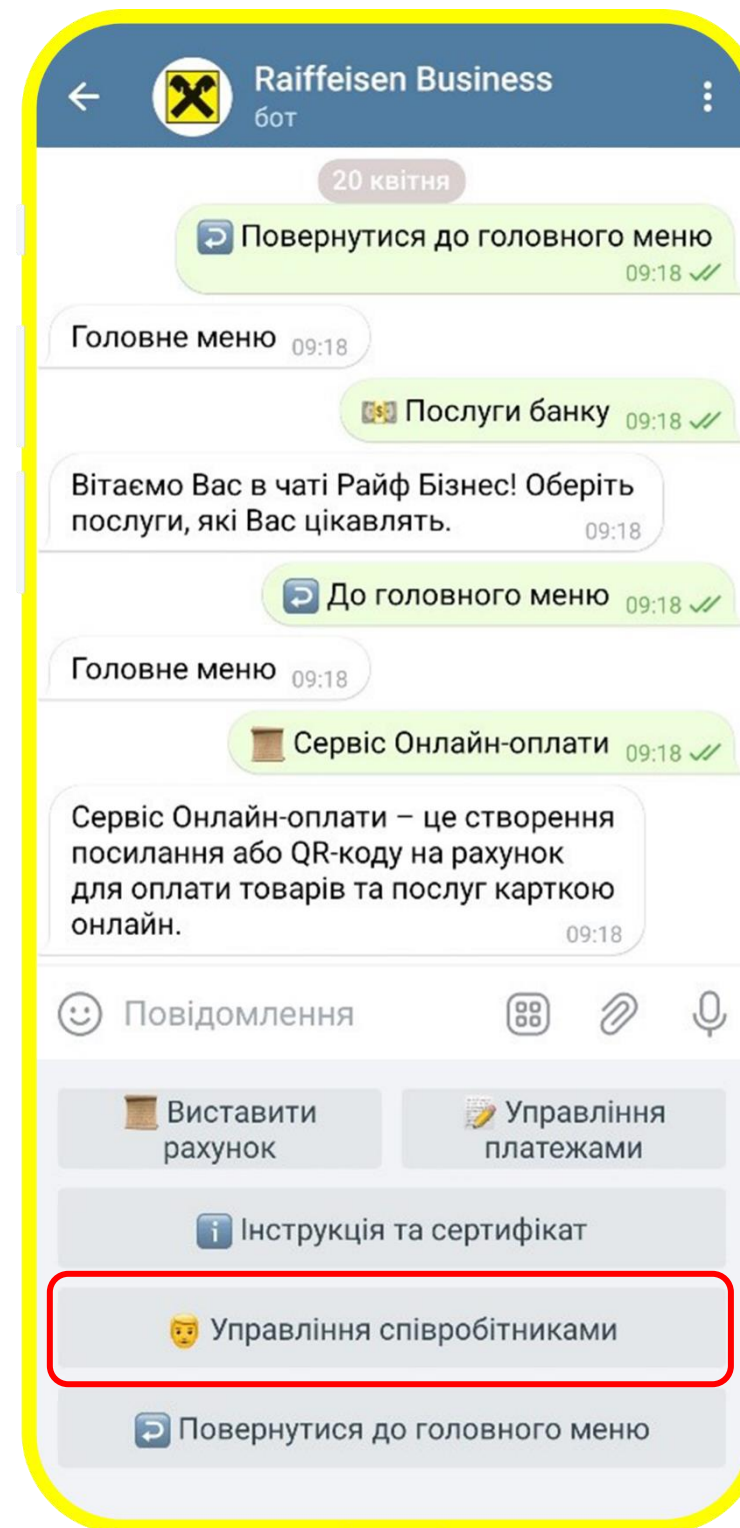 Raiffeisen Business
бот
20 квітня
Повернутися до головного меню
09:18
Головне меню 09:18
Послуги банку 09:18
Вітаємо Вас в чаті Райф Бізнес! Оберіть
послуги, які Вас цікавлять. 09:18
До головного меню 09:18
Головне меню 09:18
Сервіс Онлайн-оплати 09:18
Сервіс Онлайн-оплати – це створення
посилання або QR-коду на рахунок
для оплати товарів та послуг карткою
онлайн. 09:18
Повідомлення
Виставити
рахунок
Управління
платежами
Інструкція та сертифікат
Управління співробітниками
Повернутися до головного меню